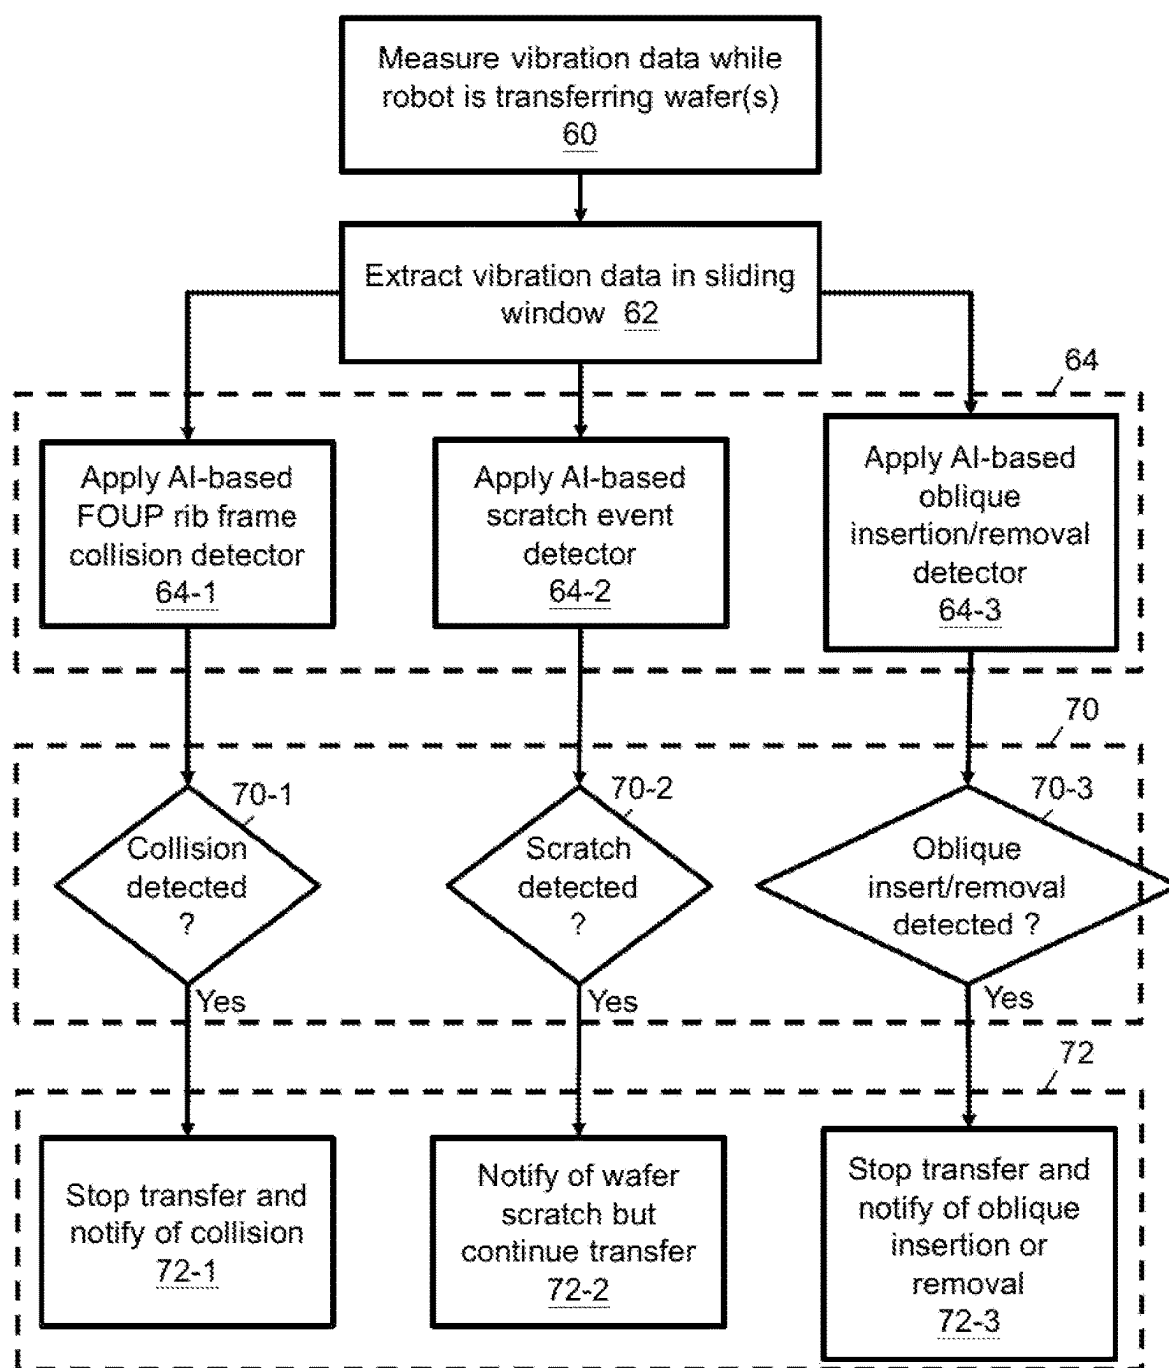 Measure vibration data while
robot is transferring wafer(s)
60
Extract vibration data in sliding
window 62
64
Apply AI-based
FOUP rib frame
collision detector
64-1
Apply AI-based
scratch event
detector
64-2
Apply AI-based
oblique
insertion/removal
detector
64-3
70
70-1
Collision
detected
?
Yes
70-2
Scratch
detected
?
Yes
70-3
Oblique
insert/removal
detected ?
Yes
72
Stop transfer and
notify of collision
72-1
Notify of wafer
scratch but
continue transfer
72-2
Stop transfer and
notify of oblique
insertion or
removal
72-3